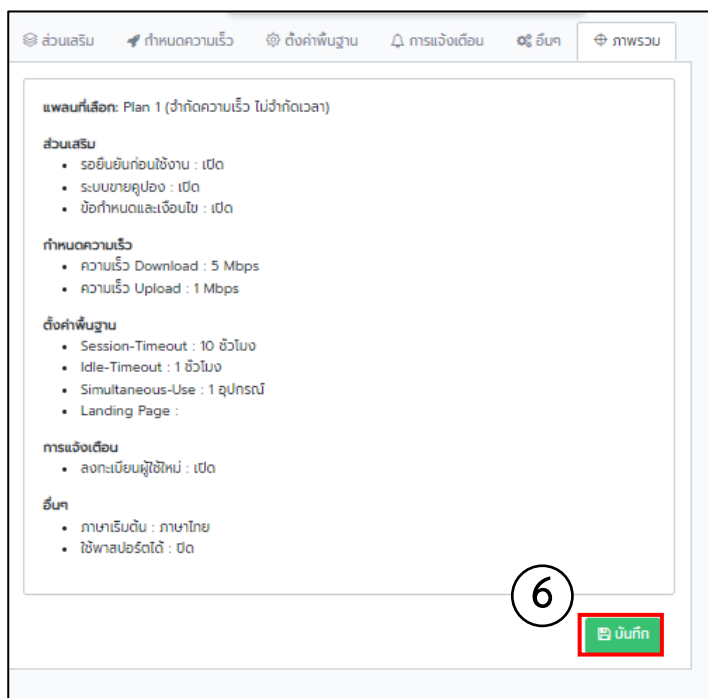 ส่วนเสริม กำหนดความเร็ว ตั้งค่าพื้นฐาน การแจ้งเตือน อื่นๆ ภาพรวม
แพลนที่เลือก: Plan 1 (จำกัดความเร็ว ไม่จำกัดเวลา)
ส่วนเสริม
• รอยืนยันก่อนใช้งาน : เปิด
• ระบบขายคูปอง : เปิด
• ข้อกำหนดและเงื่อนไข : เปิด
กำหนดความเร็ว
• ความเร็ว Download : 5 Mbps
• ความเร็ว Upload : 1 Mbps
ตั้งค่าพื้นฐาน
• Session-Timeout : 10 ชั่วโมง
• Idle-Timeout : 1 ชั่วโมง
• Simultaneous-Use : 1 อุปกรณ์
• Landing Page :
การแจ้งเตือน
• ลงทะเบียนผู้ใช้ใหม่ : เปิด
อื่นๆ
• ภาษาเริ่มต้น : ภาษาไทย
• ใช้พาสปอร์ตได้ : ปิด
6
บันทึก